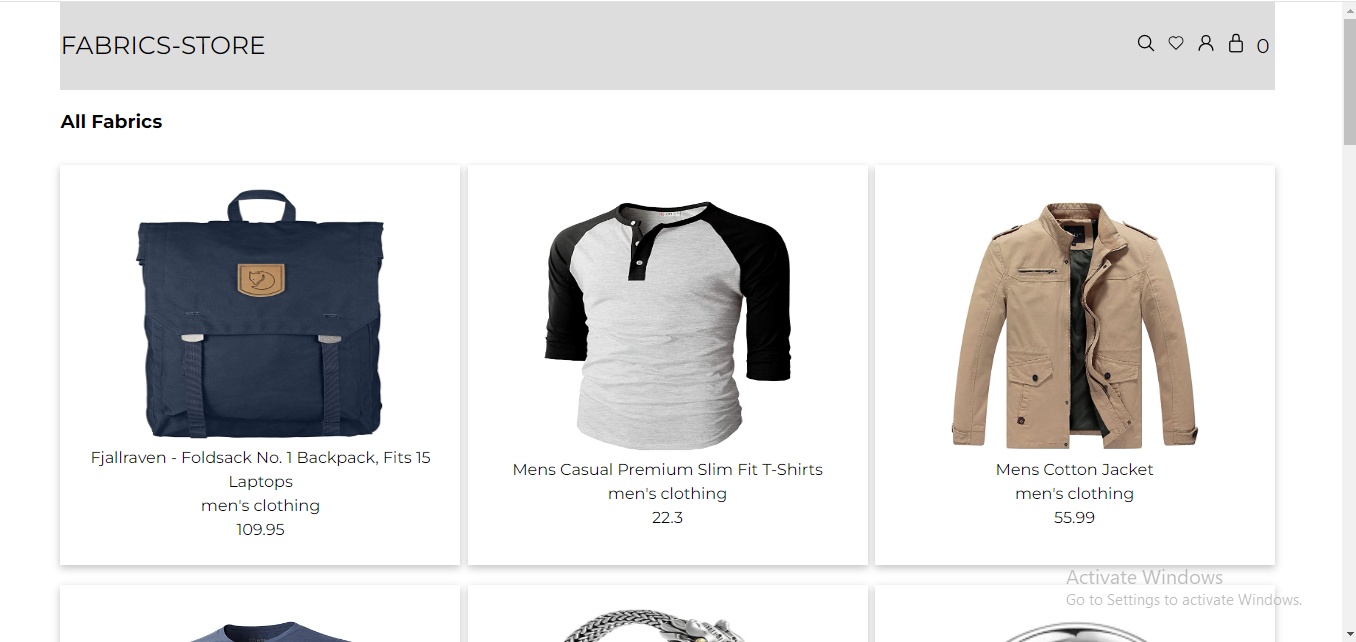 FABRICS-STORE
0
All Fabrics
Fjallraven - Foldsack No. 1 Backpack, Fits 15
Laptops
men's clothing
109.95
Mens Casual Premium Slim Fit T-Shirts
men's clothing
22.3
Mens Cotton Jacket
men's clothing
55.99
Activate Windows
Go to Settings to activate Windows.